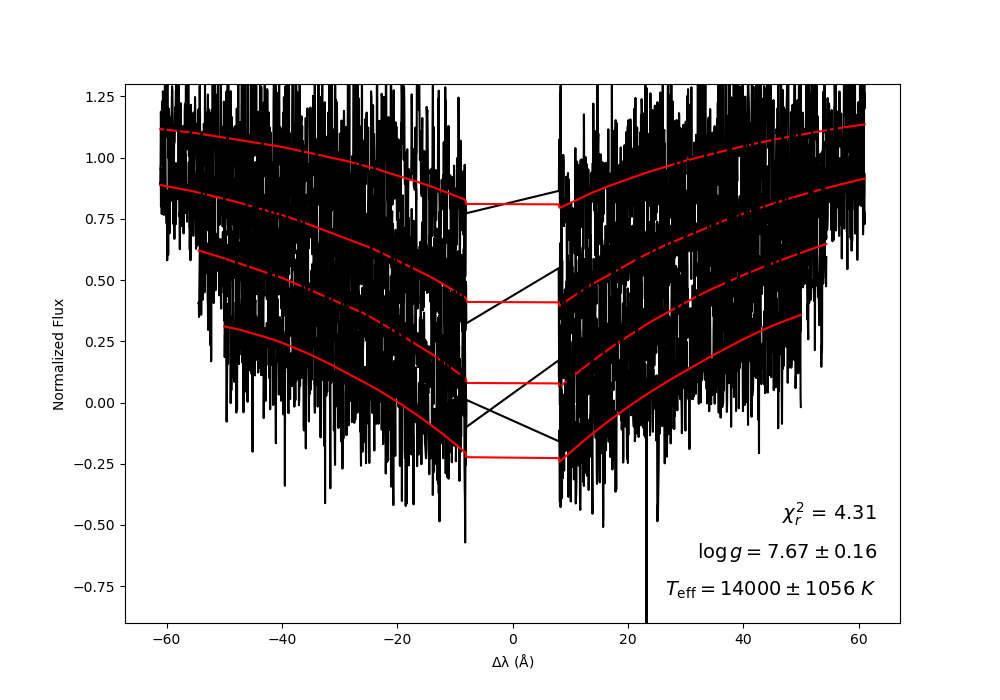 1.25
1.00
0.75
0.50
0.25
0.00
−0.25
−0.50
−0.75
Normalized Flux
χ²ᵣ = 4.31
log g = 7.67 ± 0.16
T_eff = 14000 ± 1056 K
−60 −40 −20 0 20 40 60
Δλ (Å)